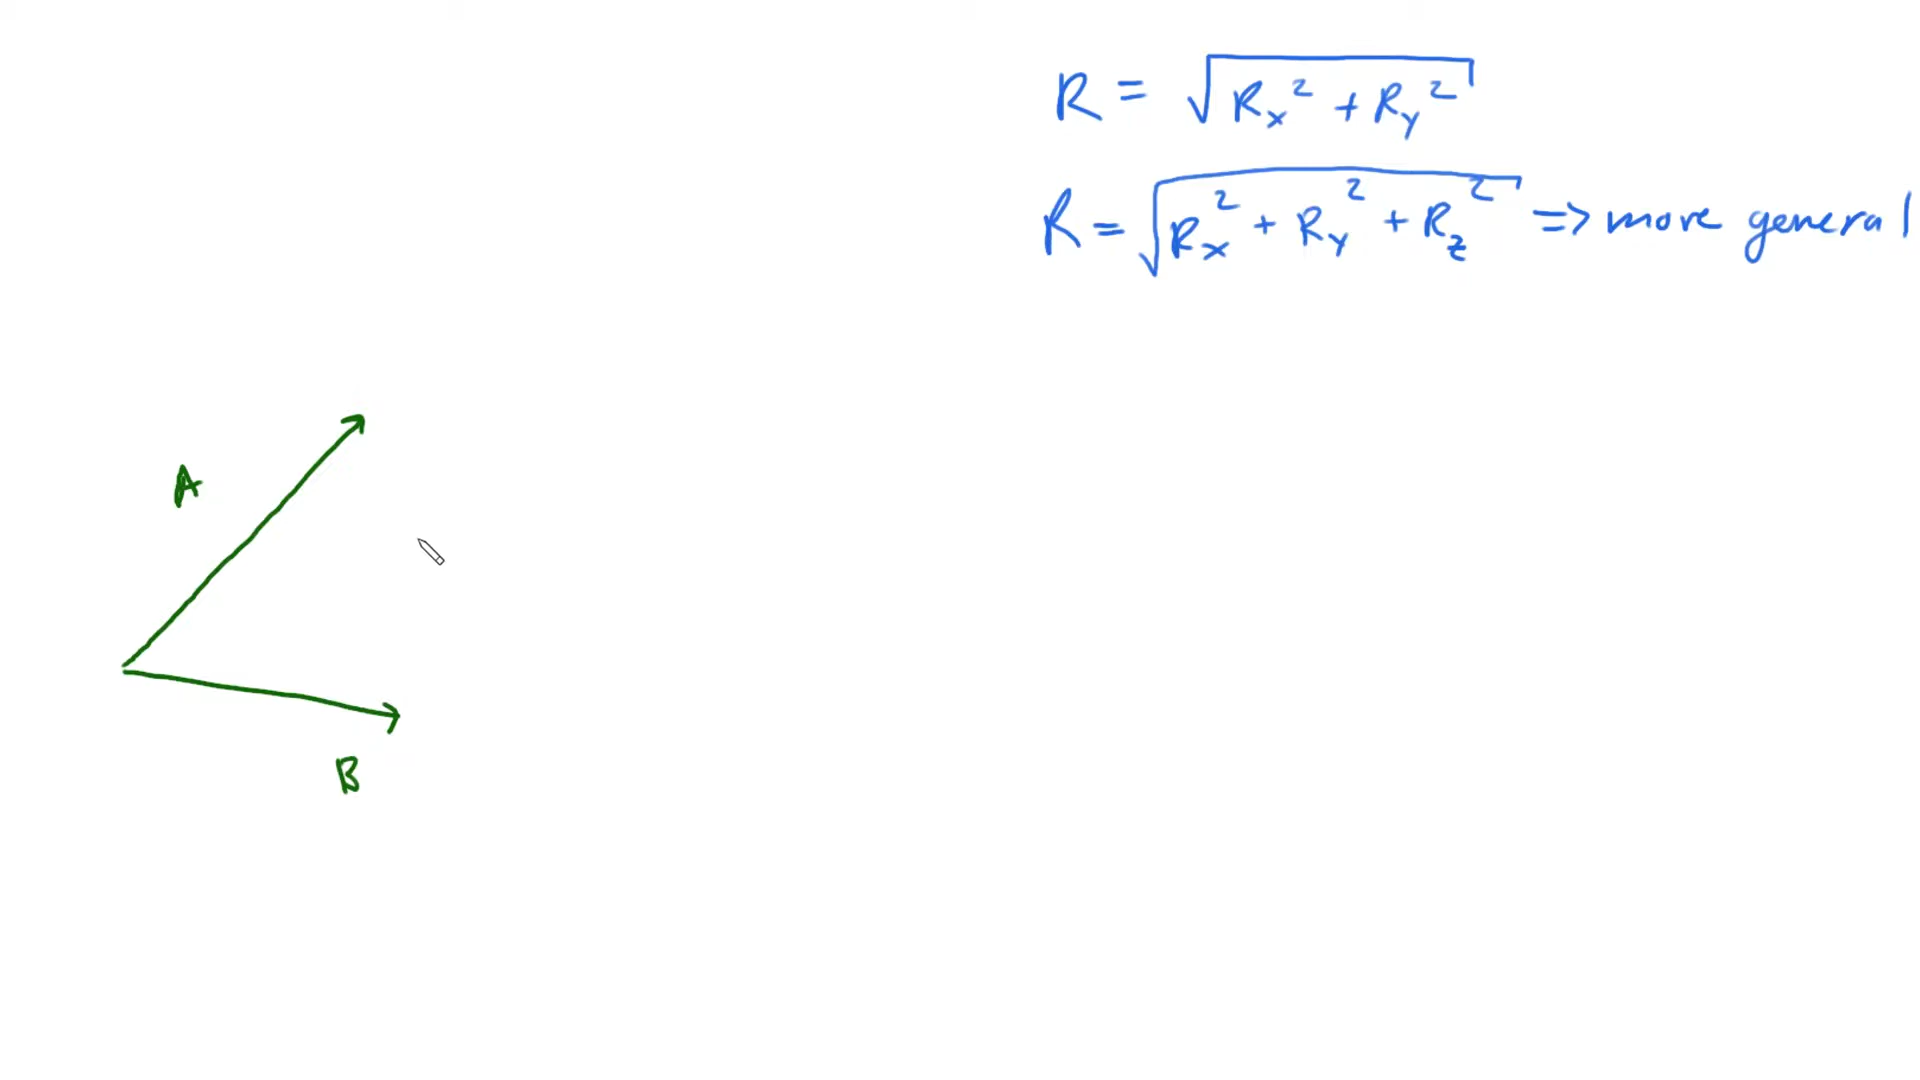 R = √(Rx² + Ry²)
R = √(Rx² + Ry² + Rz²) => more general
A
B